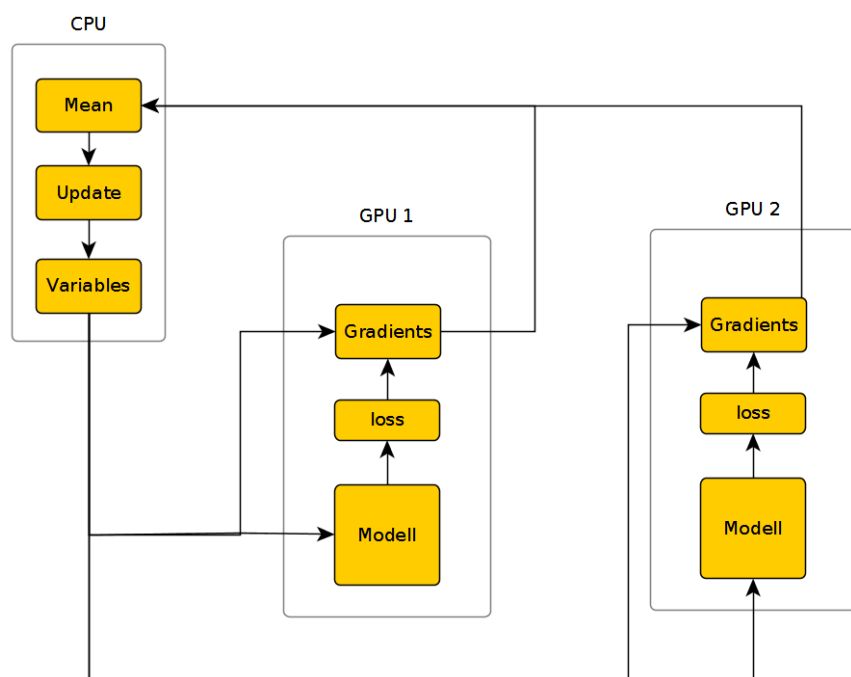 CPU
Mean
Update
Variables
GPU 1
Gradients
loss
Modell
GPU 2
Gradients
loss
Modell